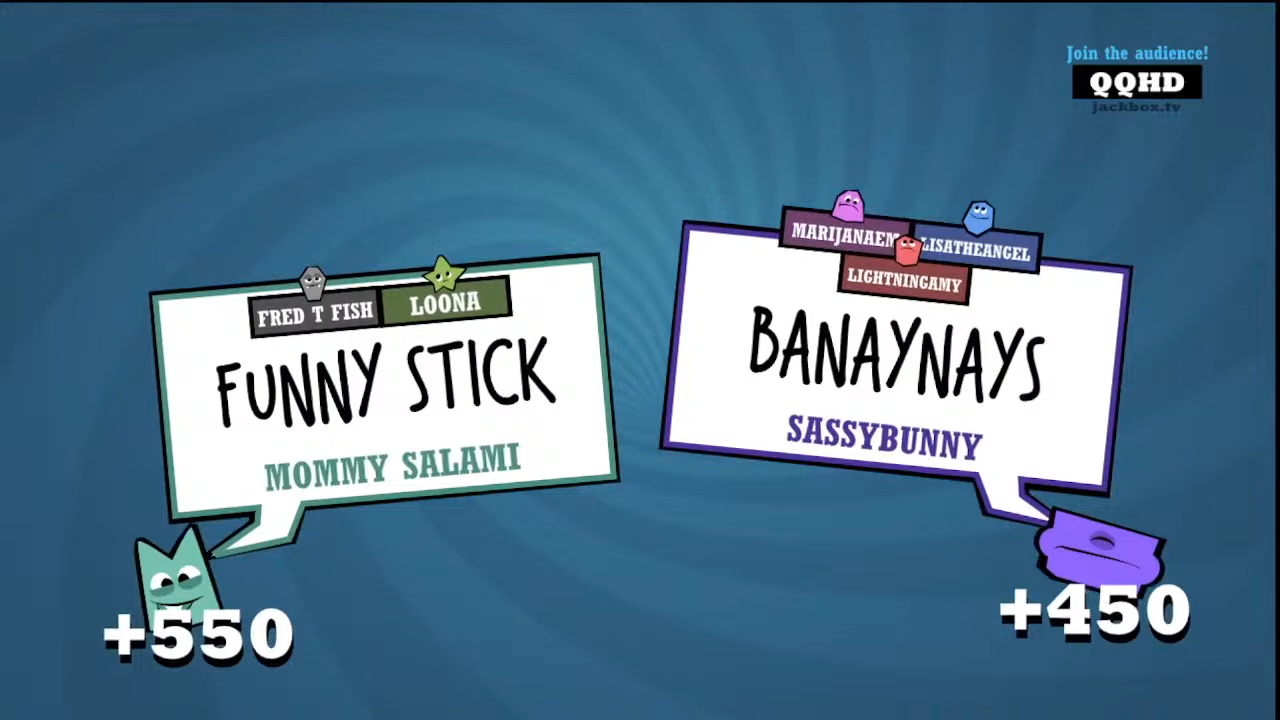 Join the audience!
QQHD
jackbox.tv
FRED T FISH
LOONA
FUNNY STICK
MOMMY SALAMI
+550
MARIJANAEM
LISATHEANGEL
LIGHTNINGAMY
BANAYNAYS
SASSYBUNNY
+450